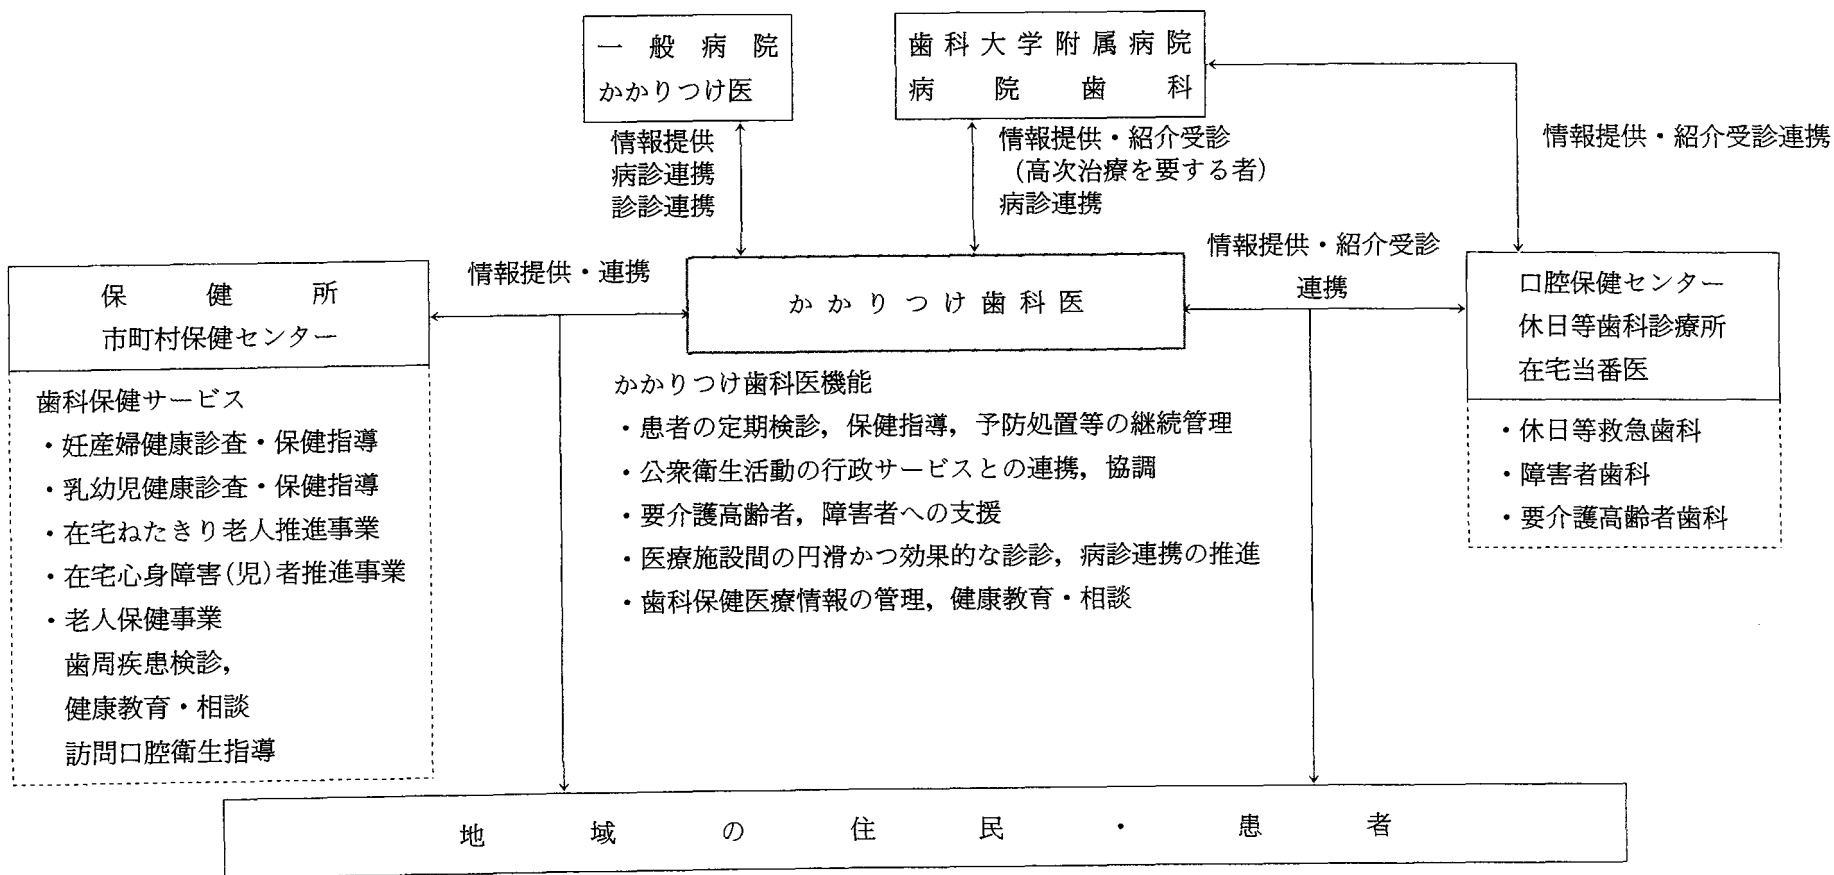 一般病院
かかりつけ医
歯科大学附属病院
病院歯科
情報提供
病診連携
診診連携
情報提供・紹介受診
（高次治療を要する者）
病診連携
情報提供・紹介受診連携
保健所
市町村保健センター
情報提供・連携
かかりつけ歯科医
情報提供・紹介受診
連携
口腔保健センター
休日等歯科診療所
在宅当番医
歯科保健サービス
・妊産婦健康診査・保健指導
・乳幼児健康診査・保健指導
・在宅ねたきり老人推進事業
・在宅心身障害(児)者推進事業
・老人保健事業
歯周疾患検診，
健康教育・相談
訪問口腔衛生指導
かかりつけ歯科医機能
・患者の定期検診，保健指導，予防処置等の継続管理
・公衆衛生活動の行政サービスとの連携，協調
・要介護高齢者，障害者への支援
・医療施設間の円滑かつ効果的な診診，病診連携の推進
・歯科保健医療情報の管理，健康教育・相談
・休日等救急歯科
・障害者歯科
・要介護高齢者歯科
地域の住民・患者